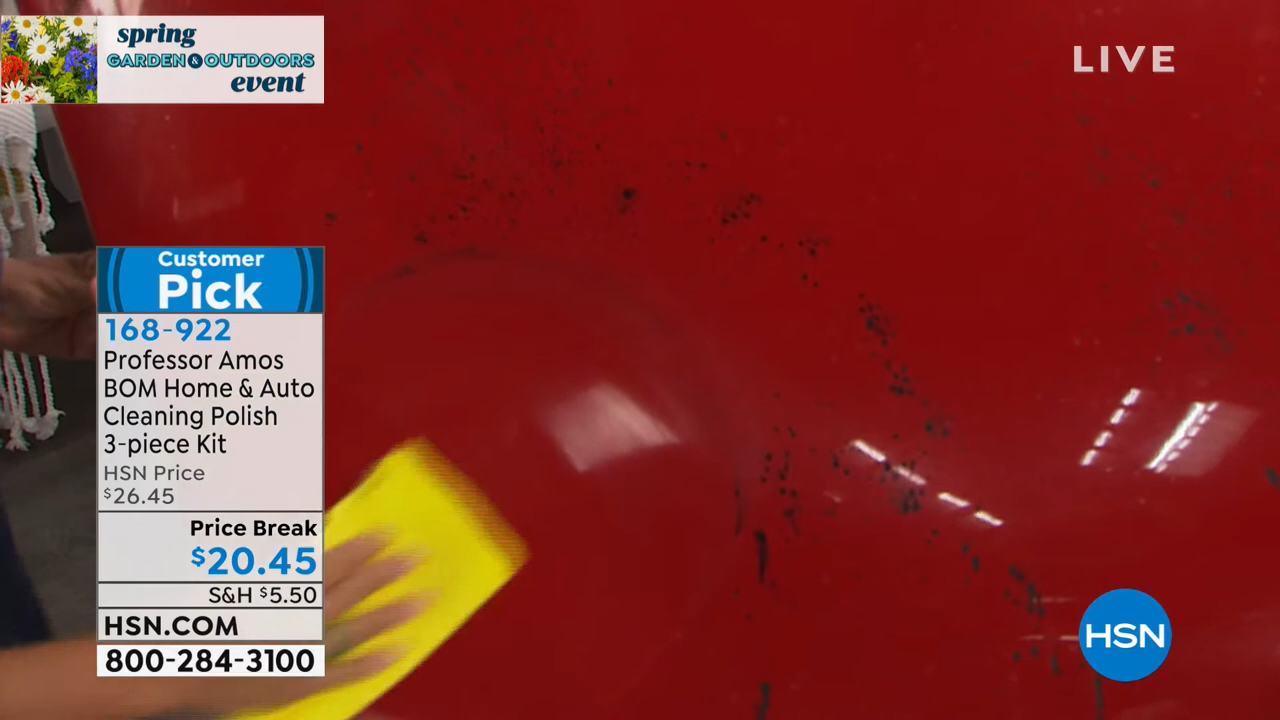 spring
GARDEN & OUTDOORS
event
LIVE
Customer
Pick
168-922
Professor Amos
BOM Home & Auto
Cleaning Polish
3-piece Kit
HSN Price
$26.45
Price Break
$20.45
S&H $5.50
HSN.COM
800-284-3100
HSN